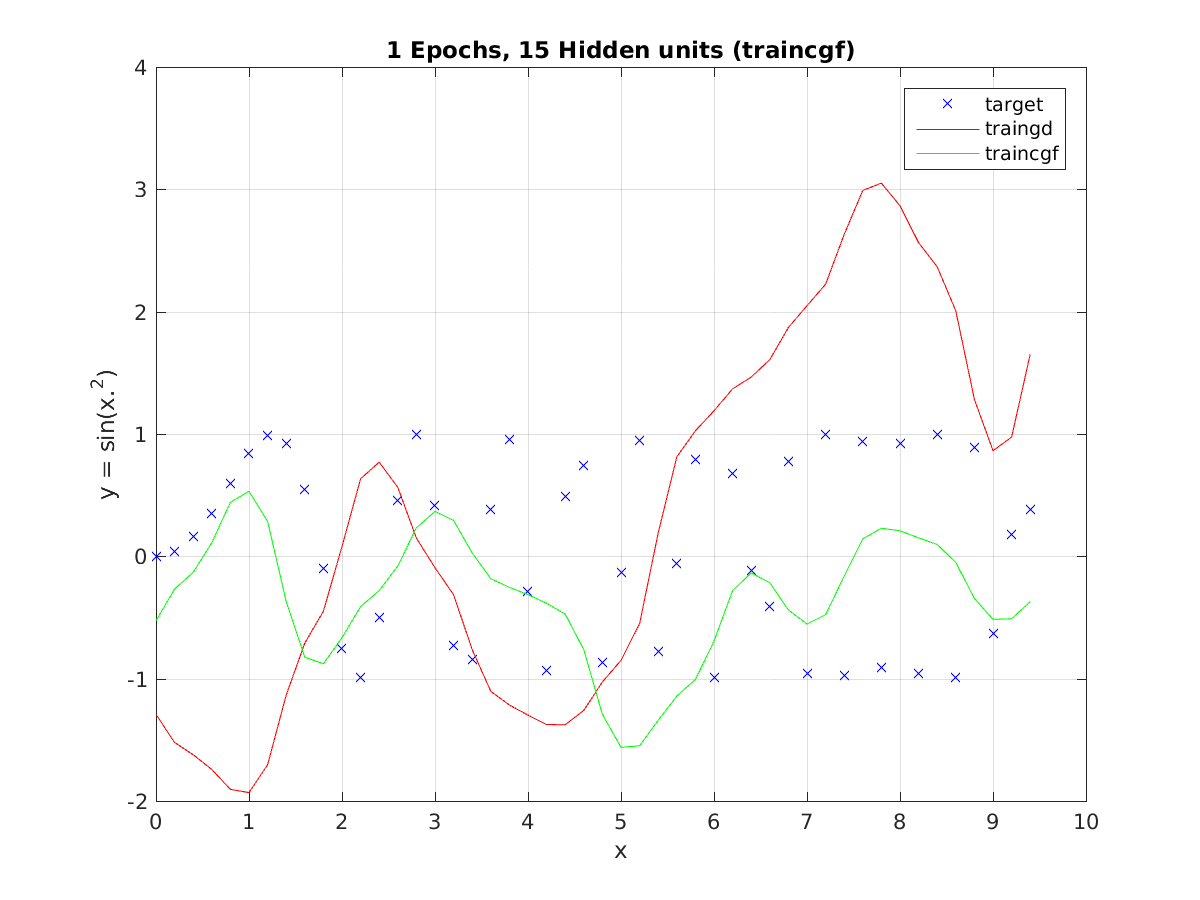 1 Epochs, 15 Hidden units (traincgf)
target
traingd
traincgf
y = sin(x.²)
4
3
2
1
0
-1
-2
0 1 2 3 4 5 6 7 8 9 10
x